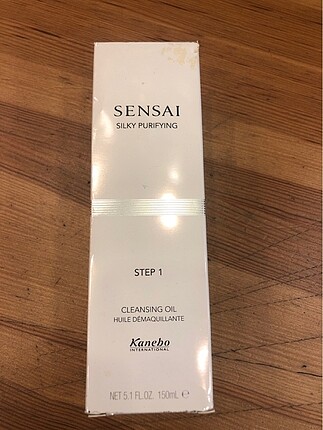 SENSAI
SILKY PURIFYING
STEP 1
CLEANSING OIL
HUILE DÉMAQUILLANTE
Kanebo
INTERNATIONAL
NET 5.1 FL.OZ. 150mL ℮